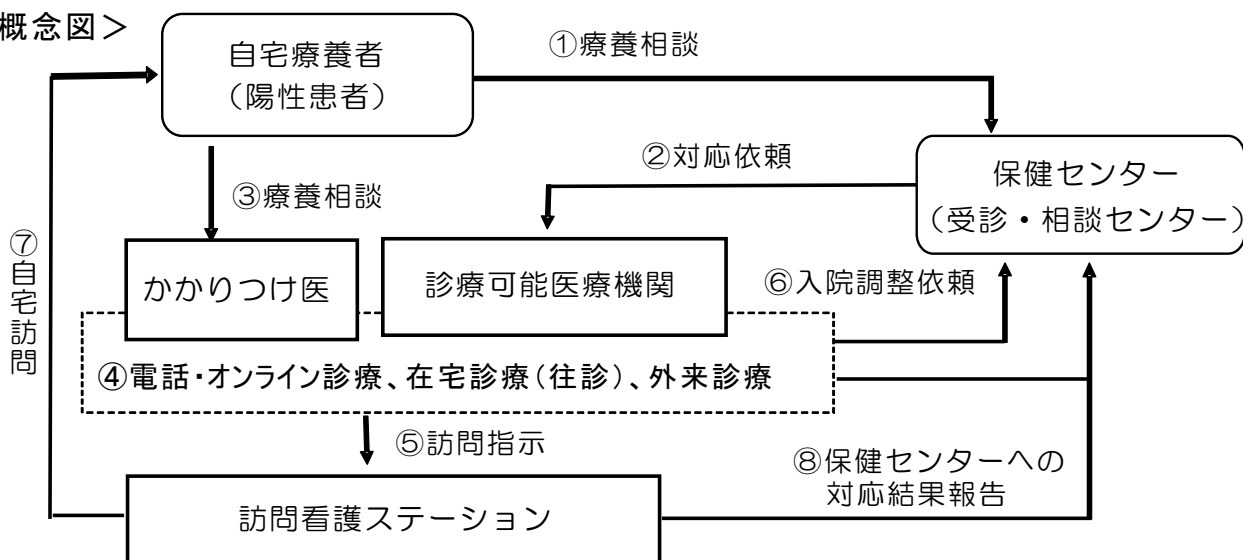 概念図＞
自宅療養者
（陽性患者）
①療養相談
②対応依頼
保健センター
（受診・相談センター）
③療養相談
⑦自宅訪問
かかりつけ医
診療可能医療機関
⑥入院調整依頼
④電話・オンライン診療、在宅診療（往診）、外来診療
⑤訪問指示
⑧保健センターへの
対応結果報告
訪問看護ステーション